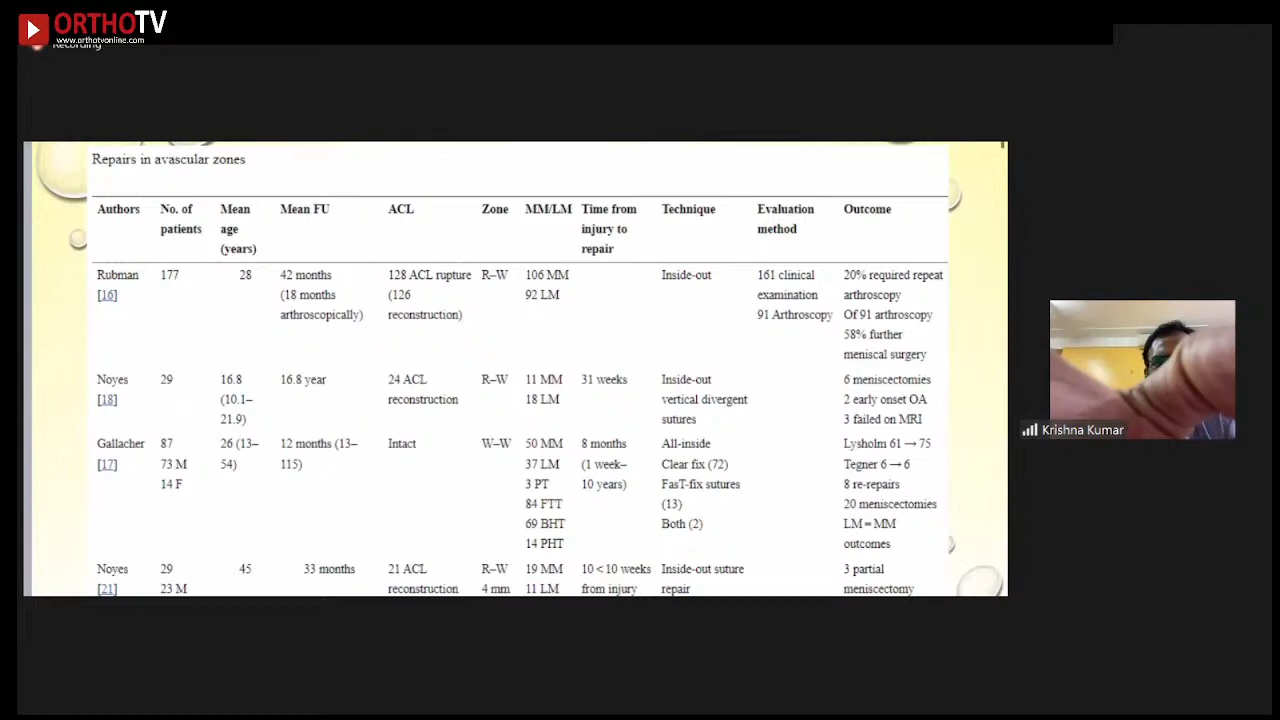 ORTHOTV
www.orthotvonline.com
Recording
Repairs in avascular zones
Authors No. of patients Mean age (years) Mean FU ACL Zone MM/LM Time from injury to repair Technique Evaluation method Outcome
Rubman [16] 177 28 42 months (18 months arthroscopically) 128 ACL rupture (126 reconstruction) R–W 106 MM 92 LM Inside-out 161 clinical examination 91 Arthroscopy 20% required repeat arthroscopy Of 91 arthroscopy 58% further meniscal surgery
Noyes [18] 29 16.8 (10.1–21.9) 16.8 year 24 ACL reconstruction R–W 11 MM 18 LM 31 weeks Inside-out vertical divergent sutures 6 meniscectomies 2 early onset OA 3 failed on MRI
Gallacher [17] 87 73 M 14 F 26 (13–54) 12 months (13–115) Intact W–W 50 MM 37 LM 3 PT 84 FTT 69 BHT 14 PHT 8 months (1 week–10 years) All-inside Clear fix (72) FasT-fix sutures (13) Both (2) Lysholm 61 → 75 Tegner 6 → 6 8 re-repairs 20 meniscectomies LM = MM outcomes
Noyes [21] 29 23 M 45 33 months 21 ACL reconstruction R–W 4 mm 19 MM 11 LM 10 < 10 weeks from injury Inside-out suture repair 3 partial meniscectomy
Krishna Kumar